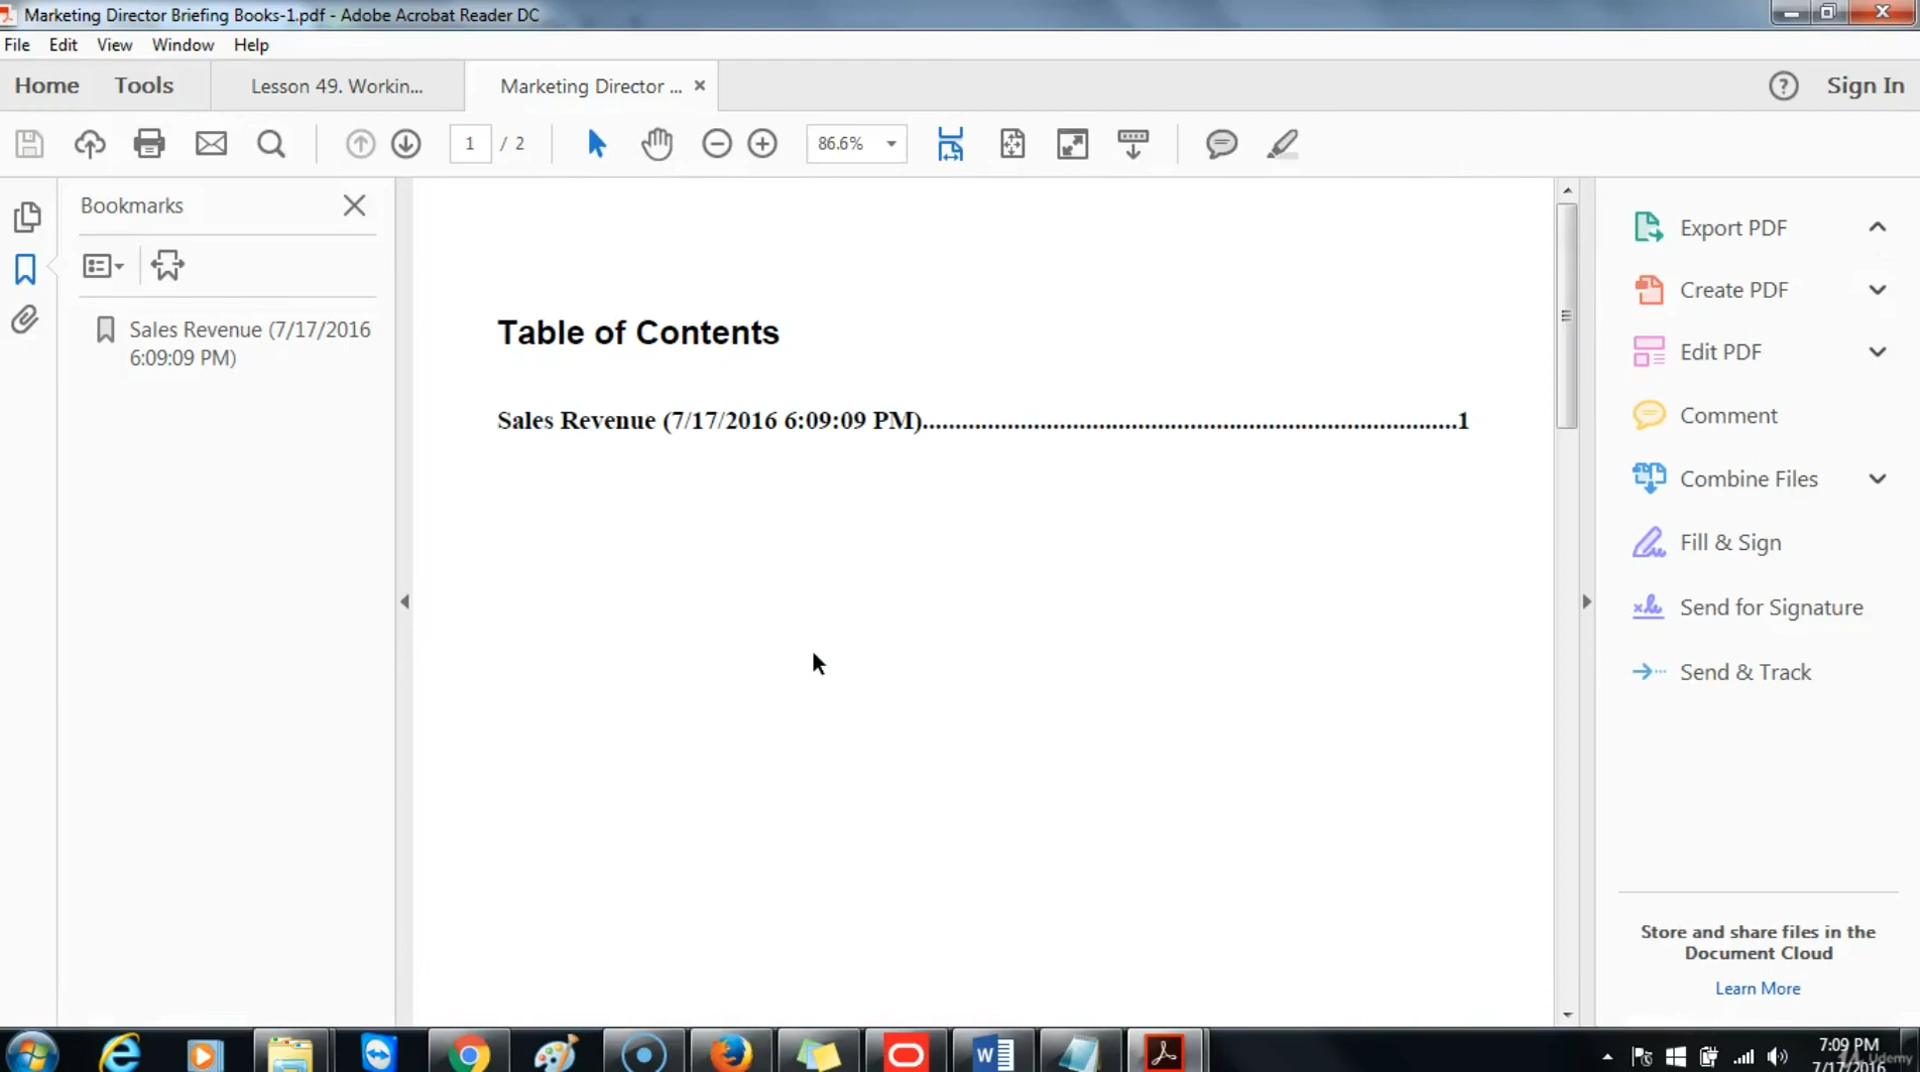 Marketing Director Briefing Books-1.pdf - Adobe Acrobat Reader DC
File Edit View Window Help
Home Tools Lesson 49. Workin... Marketing Director ... Sign In
1 / 2 86.6%
Bookmarks
Sales Revenue (7/17/2016
6:09:09 PM)
Table of Contents
Sales Revenue (7/17/2016 6:09:09 PM)..................................................................................1
Export PDF
Create PDF
Edit PDF
Comment
Combine Files
Fill & Sign
Send for Signature
Send & Track
Store and share files in the
Document Cloud
Learn More
7:09 PM
7/17/2016
Udemy